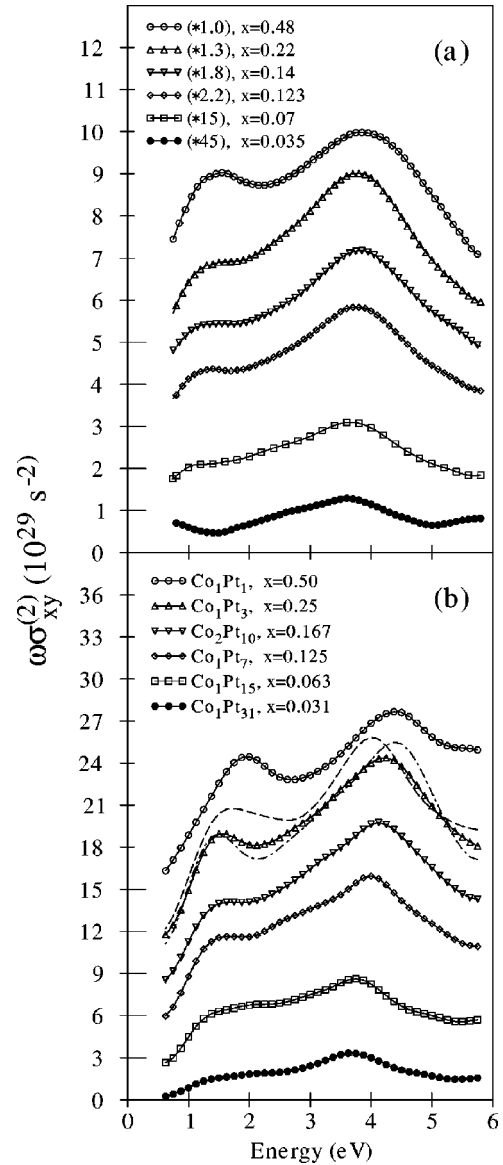 (a)
(*1.0), x=0.48
(*1.3), x=0.22
(*1.8), x=0.14
(*2.2), x=0.123
(*15), x=0.07
(*45), x=0.035
12
11
10
9
8
7
6
5
4
3
2
1
0
ωσxy(2) (10^29 s^-2)
(b)
Co1Pt1, x=0.50
Co1Pt3, x=0.25
Co2Pt10, x=0.167
Co1Pt7, x=0.125
Co1Pt15, x=0.063
Co1Pt31, x=0.031
36
33
30
27
24
21
18
15
12
9
6
3
0
0 1 2 3 4 5 6
Energy (eV)